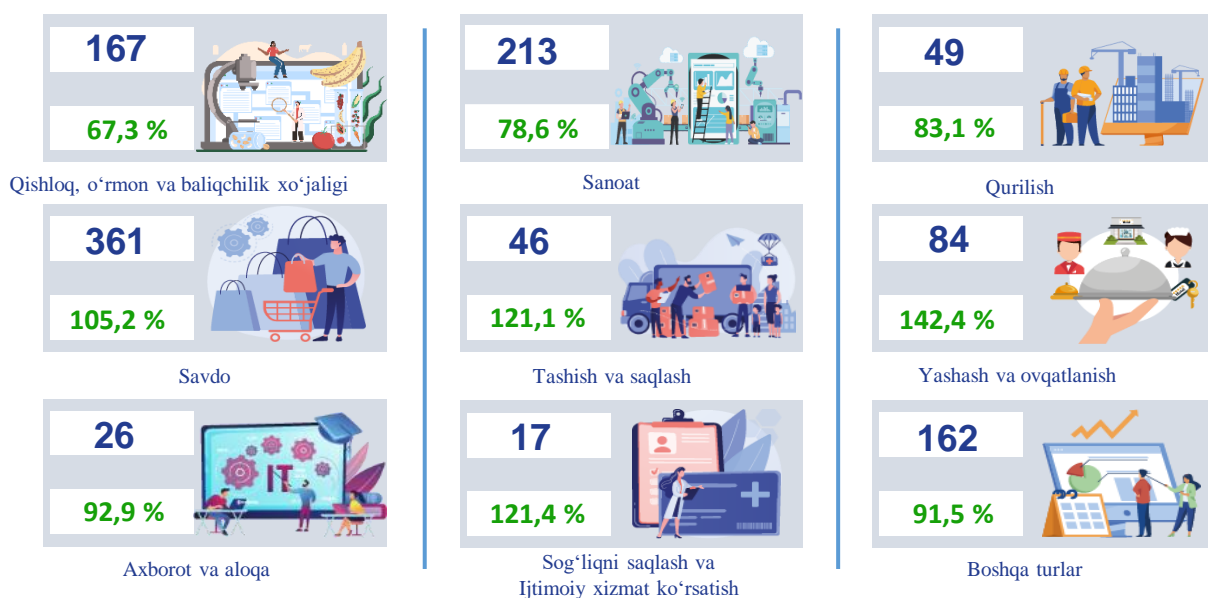 167
67,3 %
Qishloq, o‘rmon va baliqchilik xo‘jaligi
213
78,6 %
Sanoat
49
83,1 %
Qurilish
361
105,2 %
Savdo
46
121,1 %
Tashish va saqlash
84
142,4 %
Yashash va ovqatlanish
26
92,9 %
IT
Axborot va aloqa
17
121,4 %
Sog‘liqni saqlash va
Ijtimoiy xizmat ko‘rsatish
162
91,5 %
Boshqa turlar